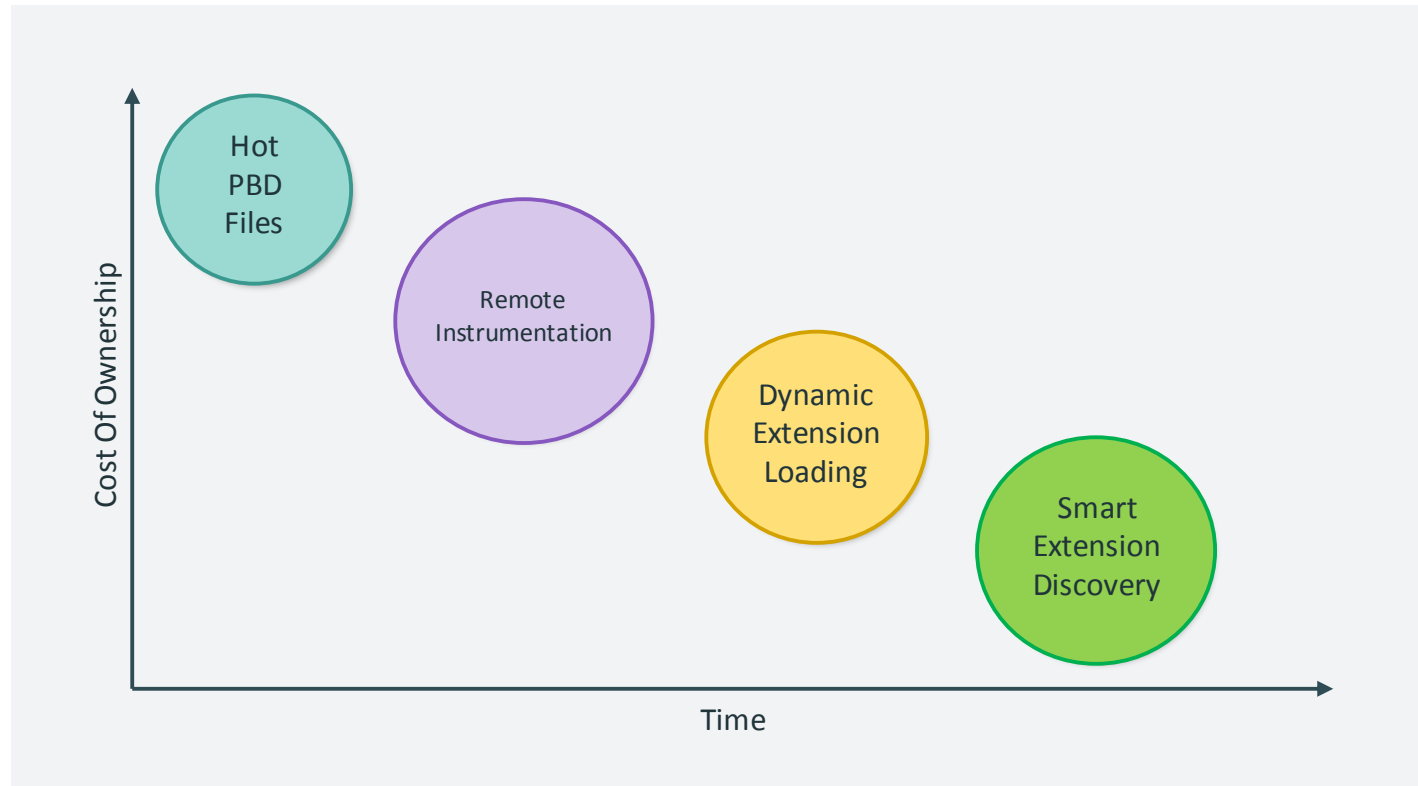 Hot
PBD
Files
Remote
Instrumentation
Dynamic
Extension
Loading
Smart
Extension
Discovery
Cost Of Ownership
Time